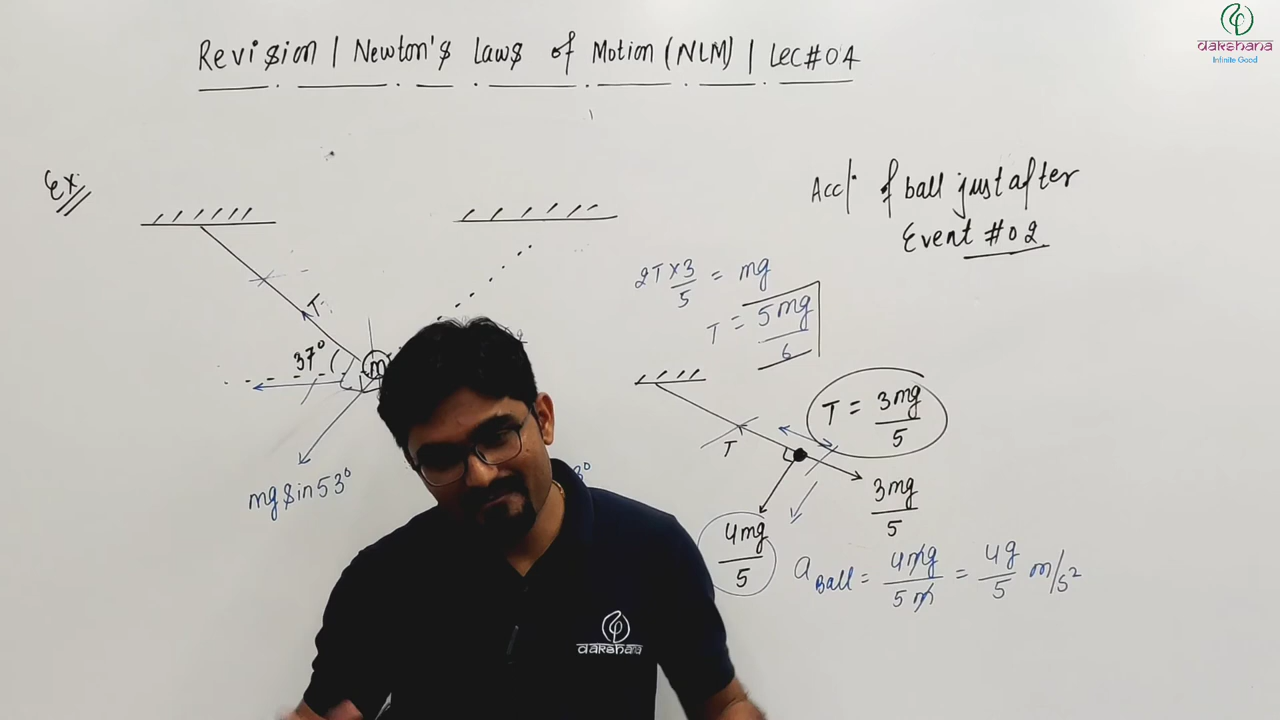 Revision | Newton's Laws of Motion (NLM) | Lec#04
dakshana
Infinite Good
Ex.
Acc/. of ball just after
Event #02
2T×3/5 = mg
T = 5mg/6
T
37°
m
mg sin 53°
3°
T = 3mg/5
T
3mg/5
4mg/5
a Ball = 4mg/5m = 4g/5 m/s²
dakshana